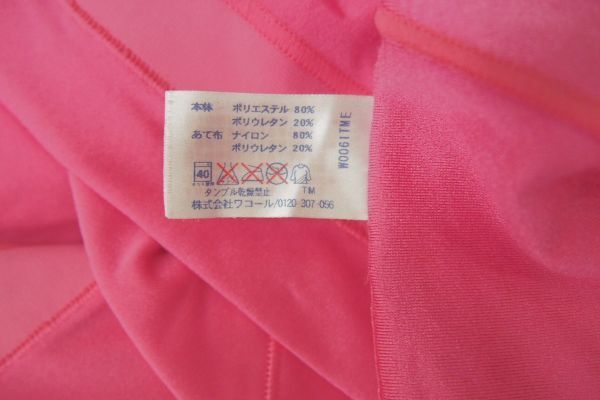 本体 ポリエステル 80%
ポリウレタン 20%
あて布 ナイロン 80%
ポリウレタン 20%
40
タンブル乾燥禁止 TM
株式会社ワコール/0120-307-056
W0061TME